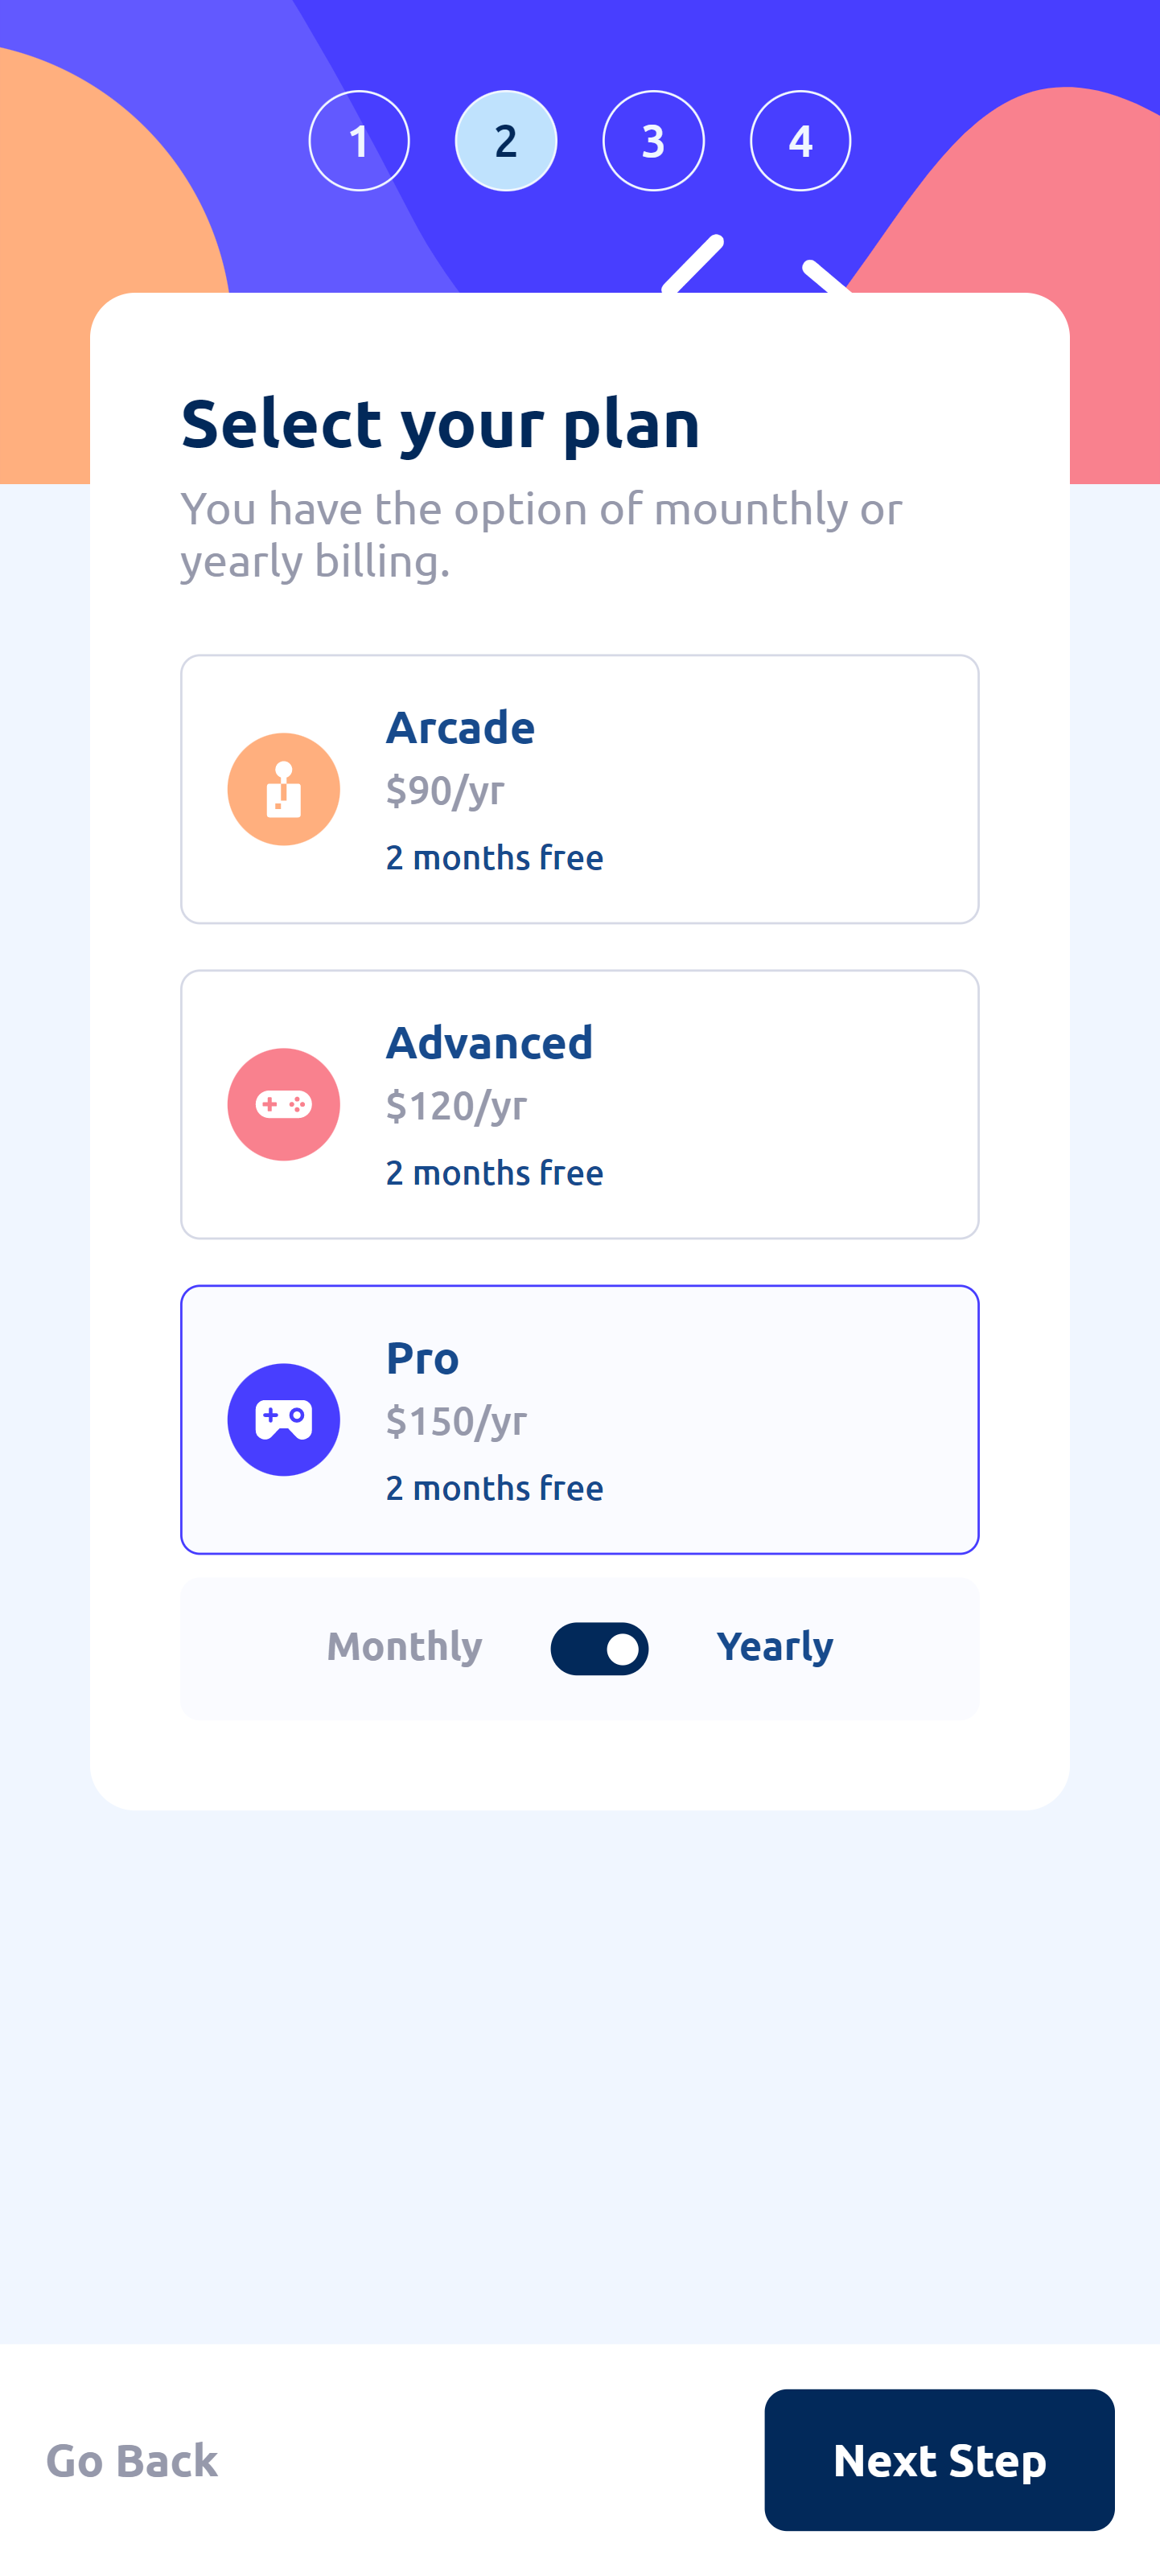 1 2 3 4
Select your plan
You have the option of mounthly or
yearly billing.
Arcade
$90/yr
2 months free
Advanced
$120/yr
2 months free
Pro
$150/yr
2 months free
Monthly Yearly
Go Back Next Step